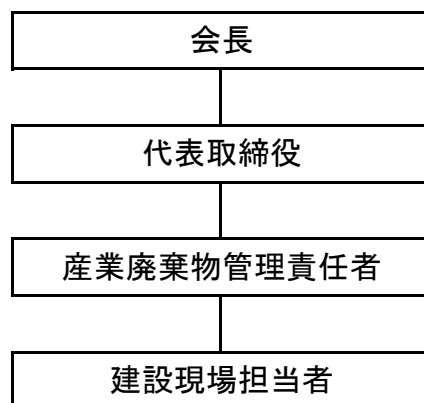 会長
代表取締役
産業廃棄物管理責任者
建設現場担当者